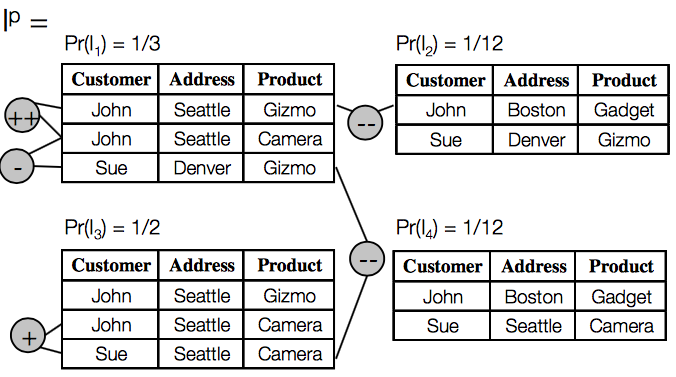 I^p =
Pr(I₁) = 1/3
Customer Address Product
John Seattle Gizmo
John Seattle Camera
Sue Denver Gizmo
++
-
--
Pr(I₂) = 1/12
Customer Address Product
John Boston Gadget
Sue Denver Gizmo
Pr(I₃) = 1/2
Customer Address Product
John Seattle Gizmo
John Seattle Camera
Sue Seattle Camera
+
--
Pr(I₄) = 1/12
Customer Address Product
John Boston Gadget
Sue Seattle Camera